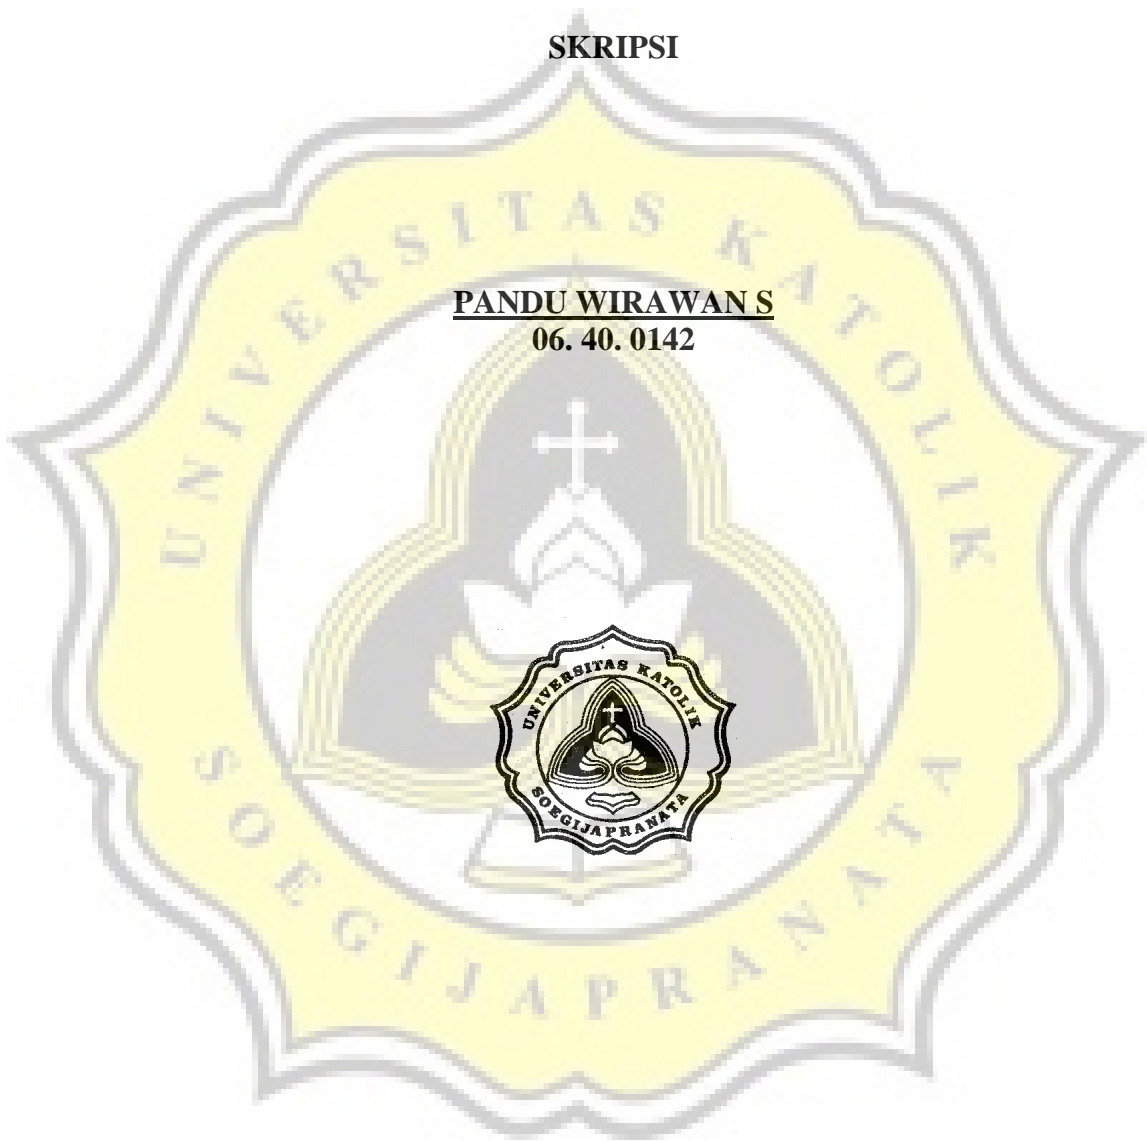 SKRIPSI
PANDU WIRAWAN S
06. 40. 0142
UNIVERSITAS KATOLIK
SOEGIJAPRANATA
UNIVERSITAS KATOLIK
SOEGIJAPRANATA